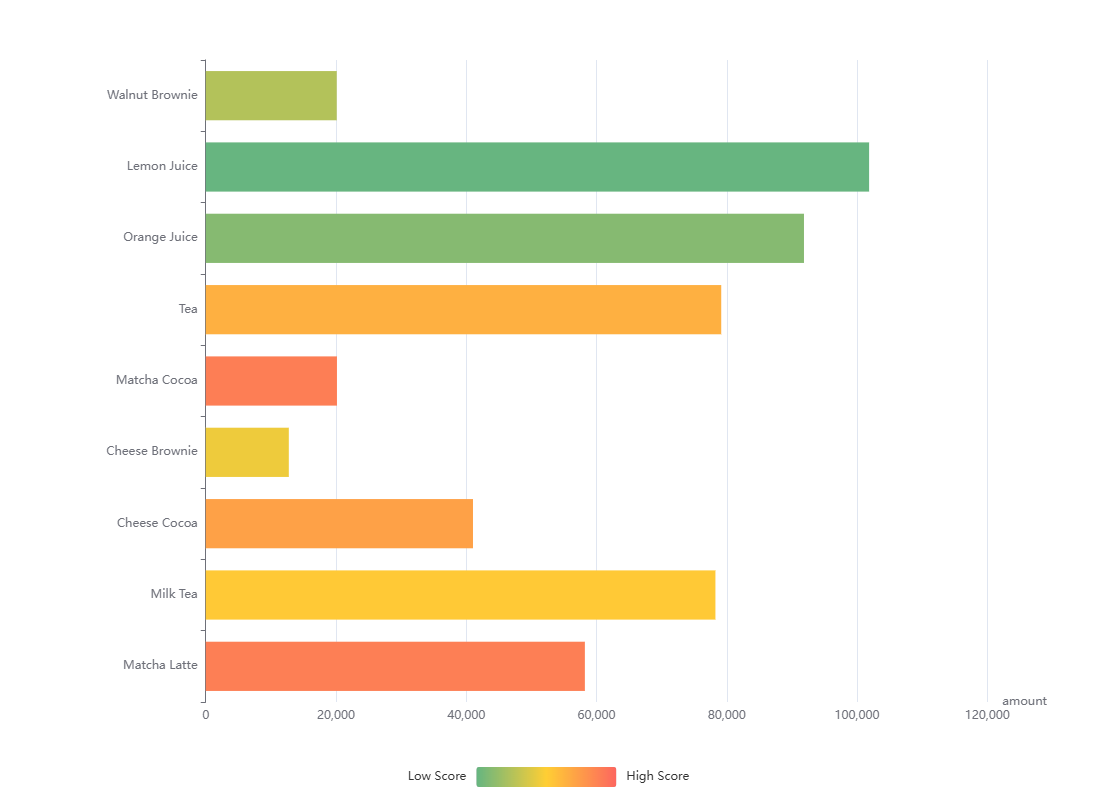 Walnut Brownie
Lemon Juice
Orange Juice
Tea
Matcha Cocoa
Cheese Brownie
Cheese Cocoa
Milk Tea
Matcha Latte
amount
0 20,000 40,000 60,000 80,000 100,000 120,000
Low Score High Score